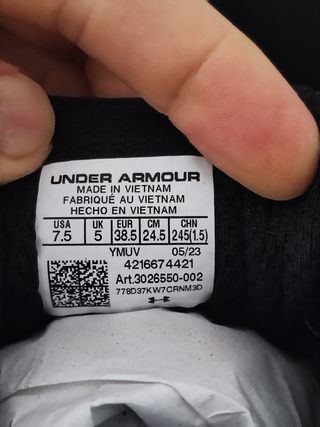 UNDER ARMOUR
MADE IN VIETNAM
FABRIQUÉ AU VIETNAM
HECHO EN VIETNAM
USA UK EUR CM CHN
7.5 5 38.5 24.5 245(1.5)
YMUV 05/23
4216674421
Art.3026550-002
778D37KW7CRNM3D